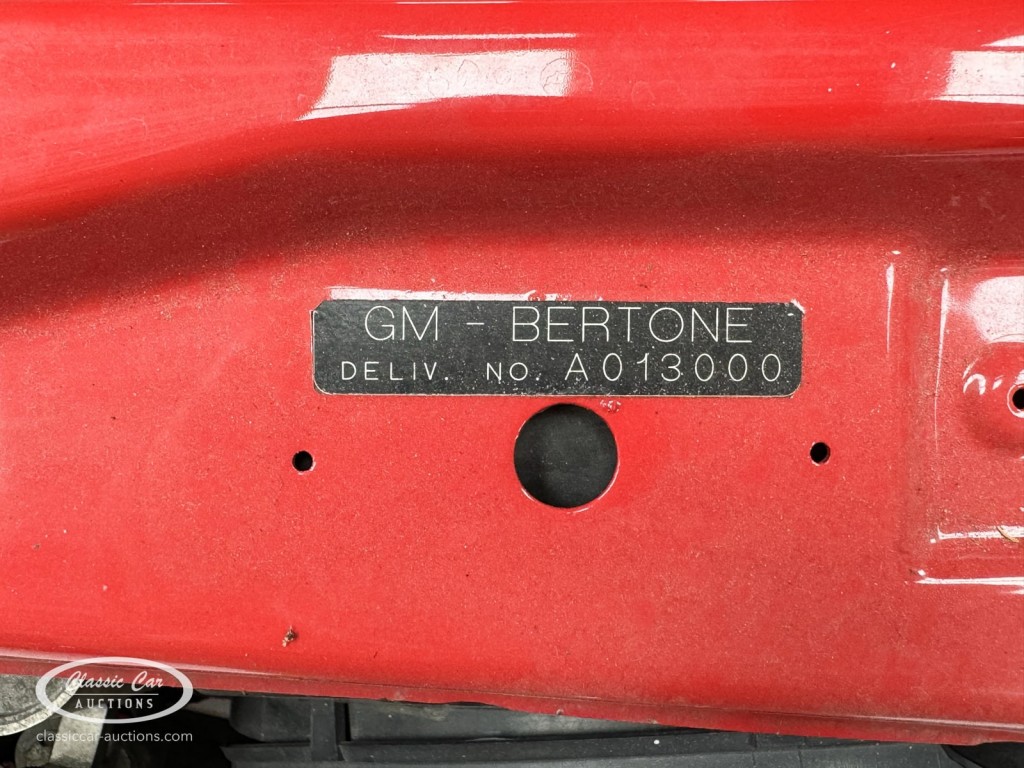 GM - BERTONE
DELIV. NO. A013000
Classic Car
AUCTIONS
classiccar-auctions.com